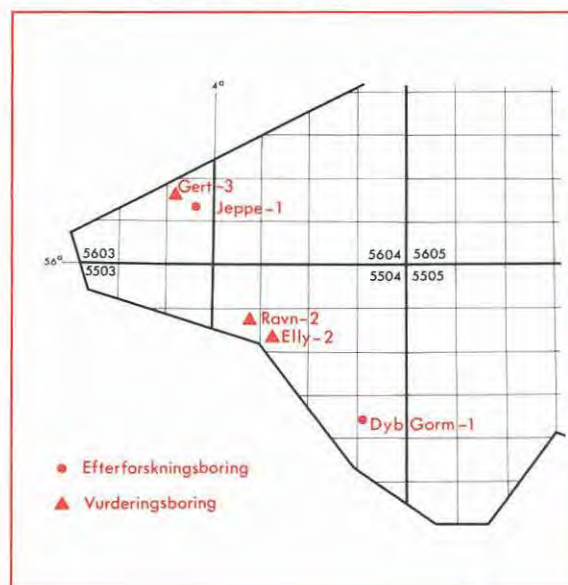 4°
Gert-3
Jeppe-1
56°
5603
5503
5604 5605
5504 5505
Ravn-2
Elly-2
Dyb Gorm-1
Efterforskningsboring
Vurderingsboring